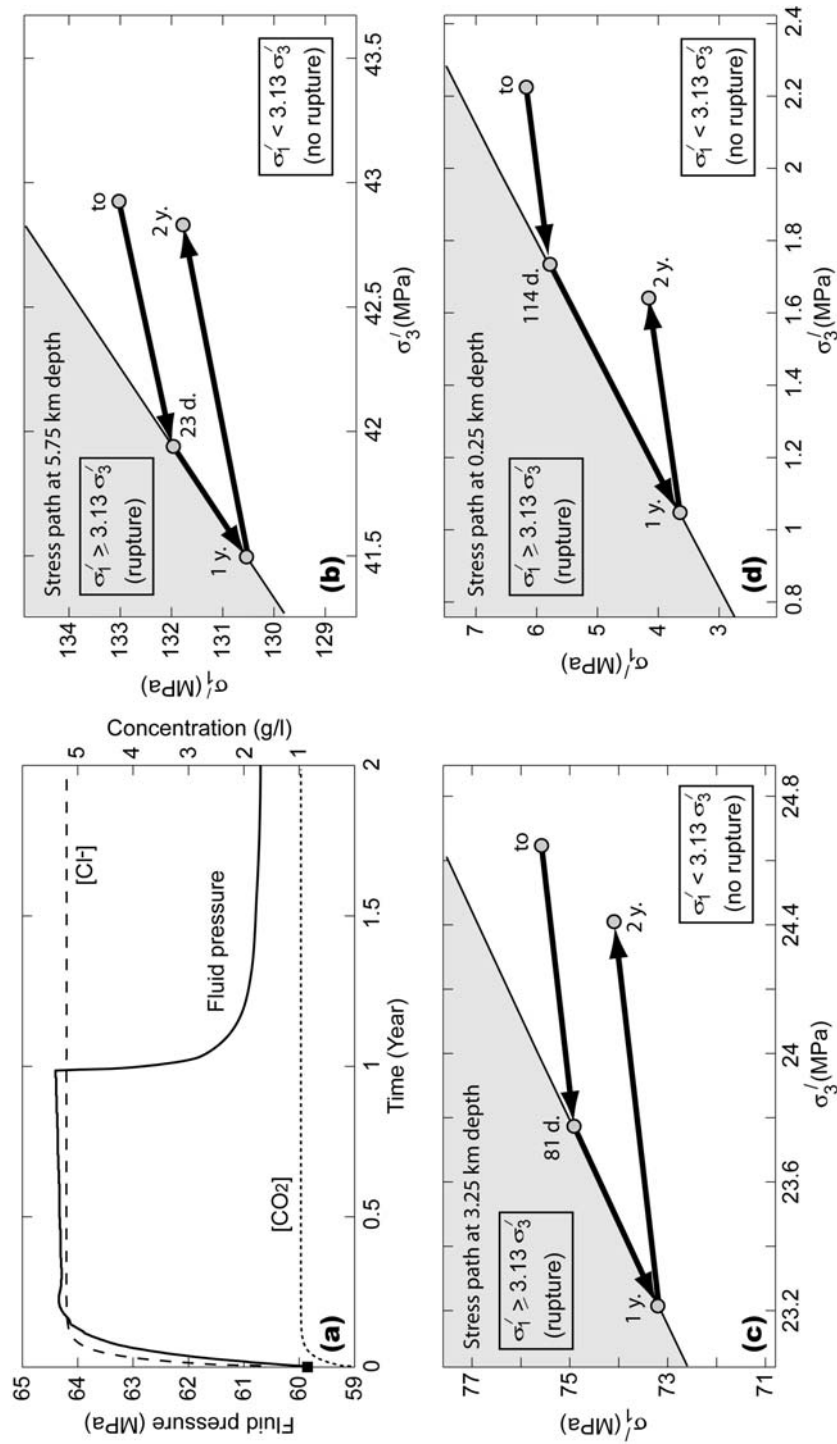 65
64
63
62
61
60
59
Fluid pressure (MPa)
0
0.5
1
1.5
2
Time (Year)
5
4
3
2
1
Concentration (g/l)
[Cl-]
Fluid pressure
[CO2]
(a)
Stress path at 5.75 km depth
σ1′ ⩾ 3.13 σ3′
(rupture)
to
23 d.
2 y.
1 y.
σ1′ < 3.13 σ3′
(no rupture)
(b)
134
133
132
131
130
129
σ1′(MPa)
41.5
42
42.5
43
43.5
σ3′(MPa)
Stress path at 3.25 km depth
σ1′ ⩾ 3.13 σ3′
(rupture)
to
81 d.
2 y.
1 y.
σ1′ < 3.13 σ3′
(no rupture)
(c)
77
75
73
71
σ1′(MPa)
23.2
23.6
24
24.4
24.8
σ3′(MPa)
Stress path at 0.25 km depth
σ1′ ⩾ 3.13 σ3′
(rupture)
to
114 d.
2 y.
1 y.
σ1′ < 3.13 σ3′
(no rupture)
(d)
7
6
5
4
3
σ1′(MPa)
0.8
1
1.2
1.4
1.6
1.8
2
2.2
2.4
σ3′(MPa)